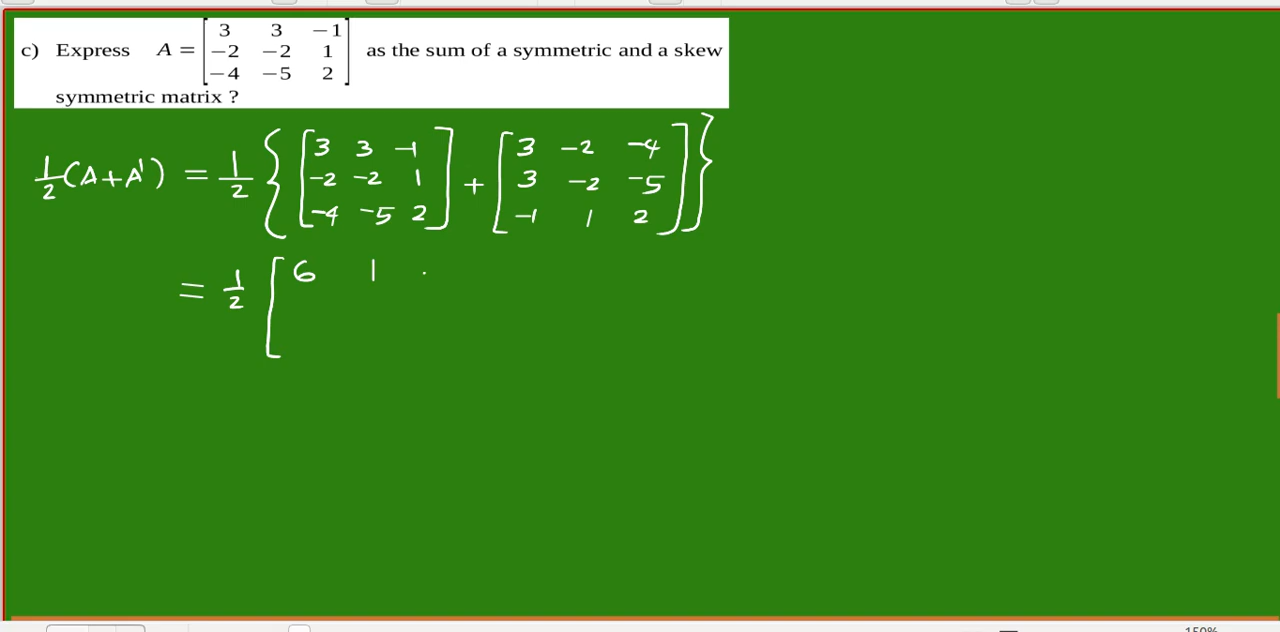 c) Express A = [3 3 −1; −2 −2 1; −4 −5 2] as the sum of a symmetric and a skew
symmetric matrix ?
1/2 (A+A') = 1/2 { [3 3 -1; -2 -2 1; -4 -5 2] + [3 -2 -4; 3 -2 -5; -1 1 2] }
= 1/2 [ 6 1
150%